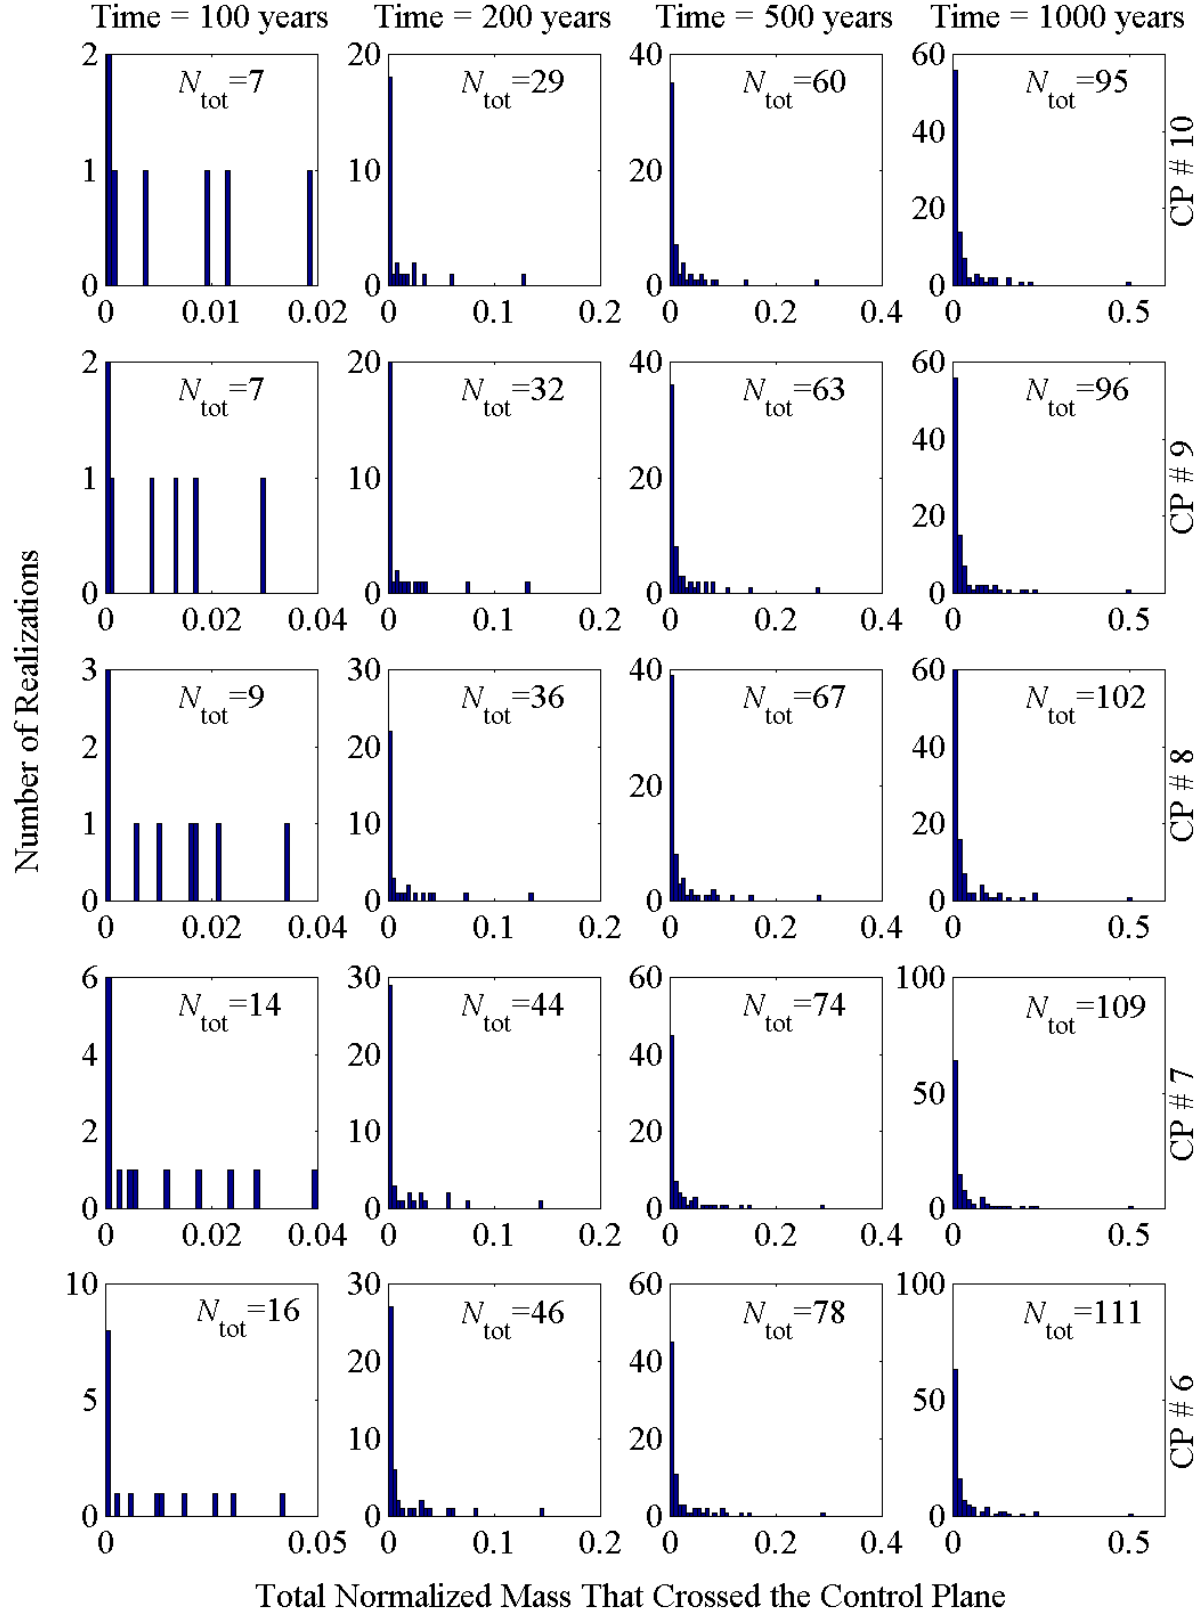 Time = 100 years Time = 200 years Time = 500 years Time = 1000 years
2 20 40 60
N_tot=7 N_tot=29 N_tot=60 N_tot=95
40
1 10 20
20
0 0 0 0
0 0.01 0.02 0 0.1 0.2 0 0.2 0.4 0 0.5
CP # 10
2 20 40 60
N_tot=7 N_tot=32 N_tot=63 N_tot=96
40
1 10 20
20
0 0 0 0
0 0.02 0.04 0 0.1 0.2 0 0.2 0.4 0 0.5
CP # 9
Number of Realizations
3 30 40 60
N_tot=9 N_tot=36 N_tot=67 N_tot=102
2 20 40
20
1 10 20
0 0 0 0
0 0.02 0.04 0 0.1 0.2 0 0.2 0.4 0 0.5
CP # 8
6 30 60 100
N_tot=14 N_tot=44 N_tot=74 N_tot=109
4 20 40
50
2 10 20
0 0 0 0
0 0.02 0.04 0 0.1 0.2 0 0.2 0.4 0 0.5
CP # 7
10 30 60 100
N_tot=16 N_tot=46 N_tot=78 N_tot=111
20 40
5 50
10 20
0 0 0 0
0 0.05 0 0.1 0.2 0 0.2 0.4 0 0.5
CP # 6
Total Normalized Mass That Crossed the Control Plane